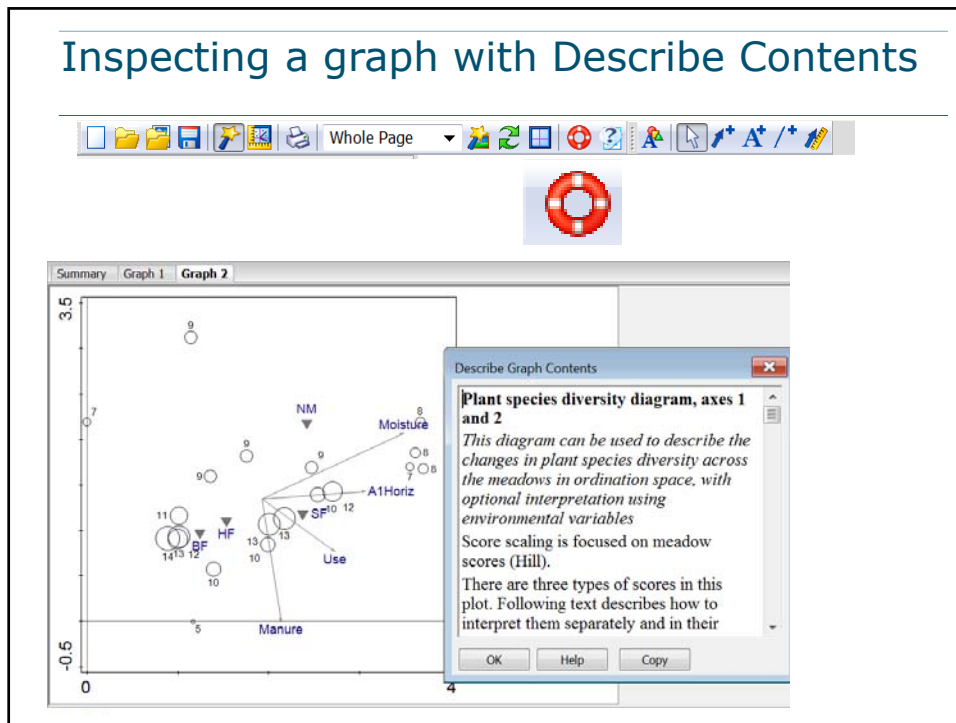 Inspecting a graph with Describe Contents
Whole Page
Summary Graph 1 Graph 2
3.5
9
7
NM
8
Moisture
9
9
8
7 8
9
A1Horiz
10 12
11
SF
HF
BF
13
13
14 13 12
10
Use
10
5
Manure
-0.5
0
4
Describe Graph Contents
Plant species diversity diagram, axes 1
and 2
This diagram can be used to describe the
changes in plant species diversity across
the meadows in ordination space, with
optional interpretation using
environmental variables
Score scaling is focused on meadow
scores (Hill).
There are three types of scores in this
plot. Following text describes how to
interpret them separately and in their
OK Help Copy